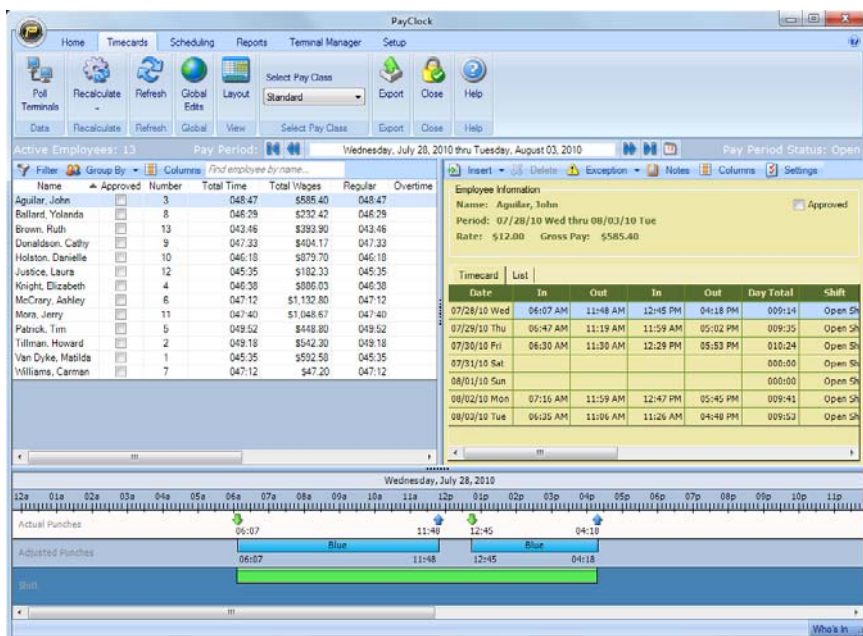 PayClock
Home Timecards Scheduling Reports Terminal Manager Setup
Poll Terminals Recalculate Refresh Global Edits Layout Select Pay Class Standard Export Close Help
Data Recalculate Refresh Global View Select Pay Class Export Close Help
Active Employees: 13 Pay Period: Wednesday, July 28, 2010 thru Tuesday, August 03, 2010 Pay Period Status: Open
Filter Group By Columns Find employee by name...
Name Approved Number Total Time Total Wages Regular Overtime
Aguilar, John 3 048:47 $585.40 048:47
Ballard, Yolanda 8 046:29 $232.42 046:29
Brown, Ruth 13 043:46 $393.90 043:46
Donaldson, Cathy 9 047:33 $404.17 047:33
Holston, Danielle 10 046:18 $879.70 046:18
Justice, Laura 12 045:35 $182.33 045:35
Knight, Elizabeth 4 046:38 $886.03 046:38
McCrary, Ashley 6 047:12 $1,132.80 047:12
Mora, Jerry 11 047:40 $1,048.67 047:40
Patrick, Tim 5 049:52 $448.80 049:52
Tillman, Howard 2 049:18 $542.30 049:18
Van Dyke, Matilda 1 045:35 $592.58 045:35
Williams, Carman 7 047:12 $47.20 047:12
Insert Delete Exception Notes Columns Settings
Employee Information
Name: Aguilar, John Approved
Period: 07/28/10 Wed thru 08/03/10 Tue
Rate: $12.00 Gross Pay: $585.40
Timecard List
Date In Out In Out Day Total Shift
07/28/10 Wed 06:07 AM 11:48 AM 12:45 PM 04:18 PM 009:14 Open Sh
07/29/10 Thu 06:47 AM 11:19 AM 11:59 AM 05:02 PM 009:35 Open Sh
07/30/10 Fri 06:30 AM 11:30 AM 12:29 PM 05:53 PM 010:24 Open Sh
07/31/10 Sat 000:00 Open Sh
08/01/10 Sun 000:00 Open Sh
08/02/10 Mon 07:16 AM 11:59 AM 12:47 PM 05:45 PM 009:41 Open Sh
08/03/10 Tue 06:35 AM 11:06 AM 11:26 AM 04:48 PM 009:53 Open Sh
Wednesday, July 28, 2010
12a 01a 02a 03a 04a 05a 06a 07a 08a 09a 10a 11a 12p 01p 02p 03p 04p 05p 06p 07p 08p 09p 10p 11p
Actual Punches 06:07 11:48 12:45 04:18
Adjusted Punches Blue Blue
06:07 11:48 12:45 04:18
Shift
Who's In